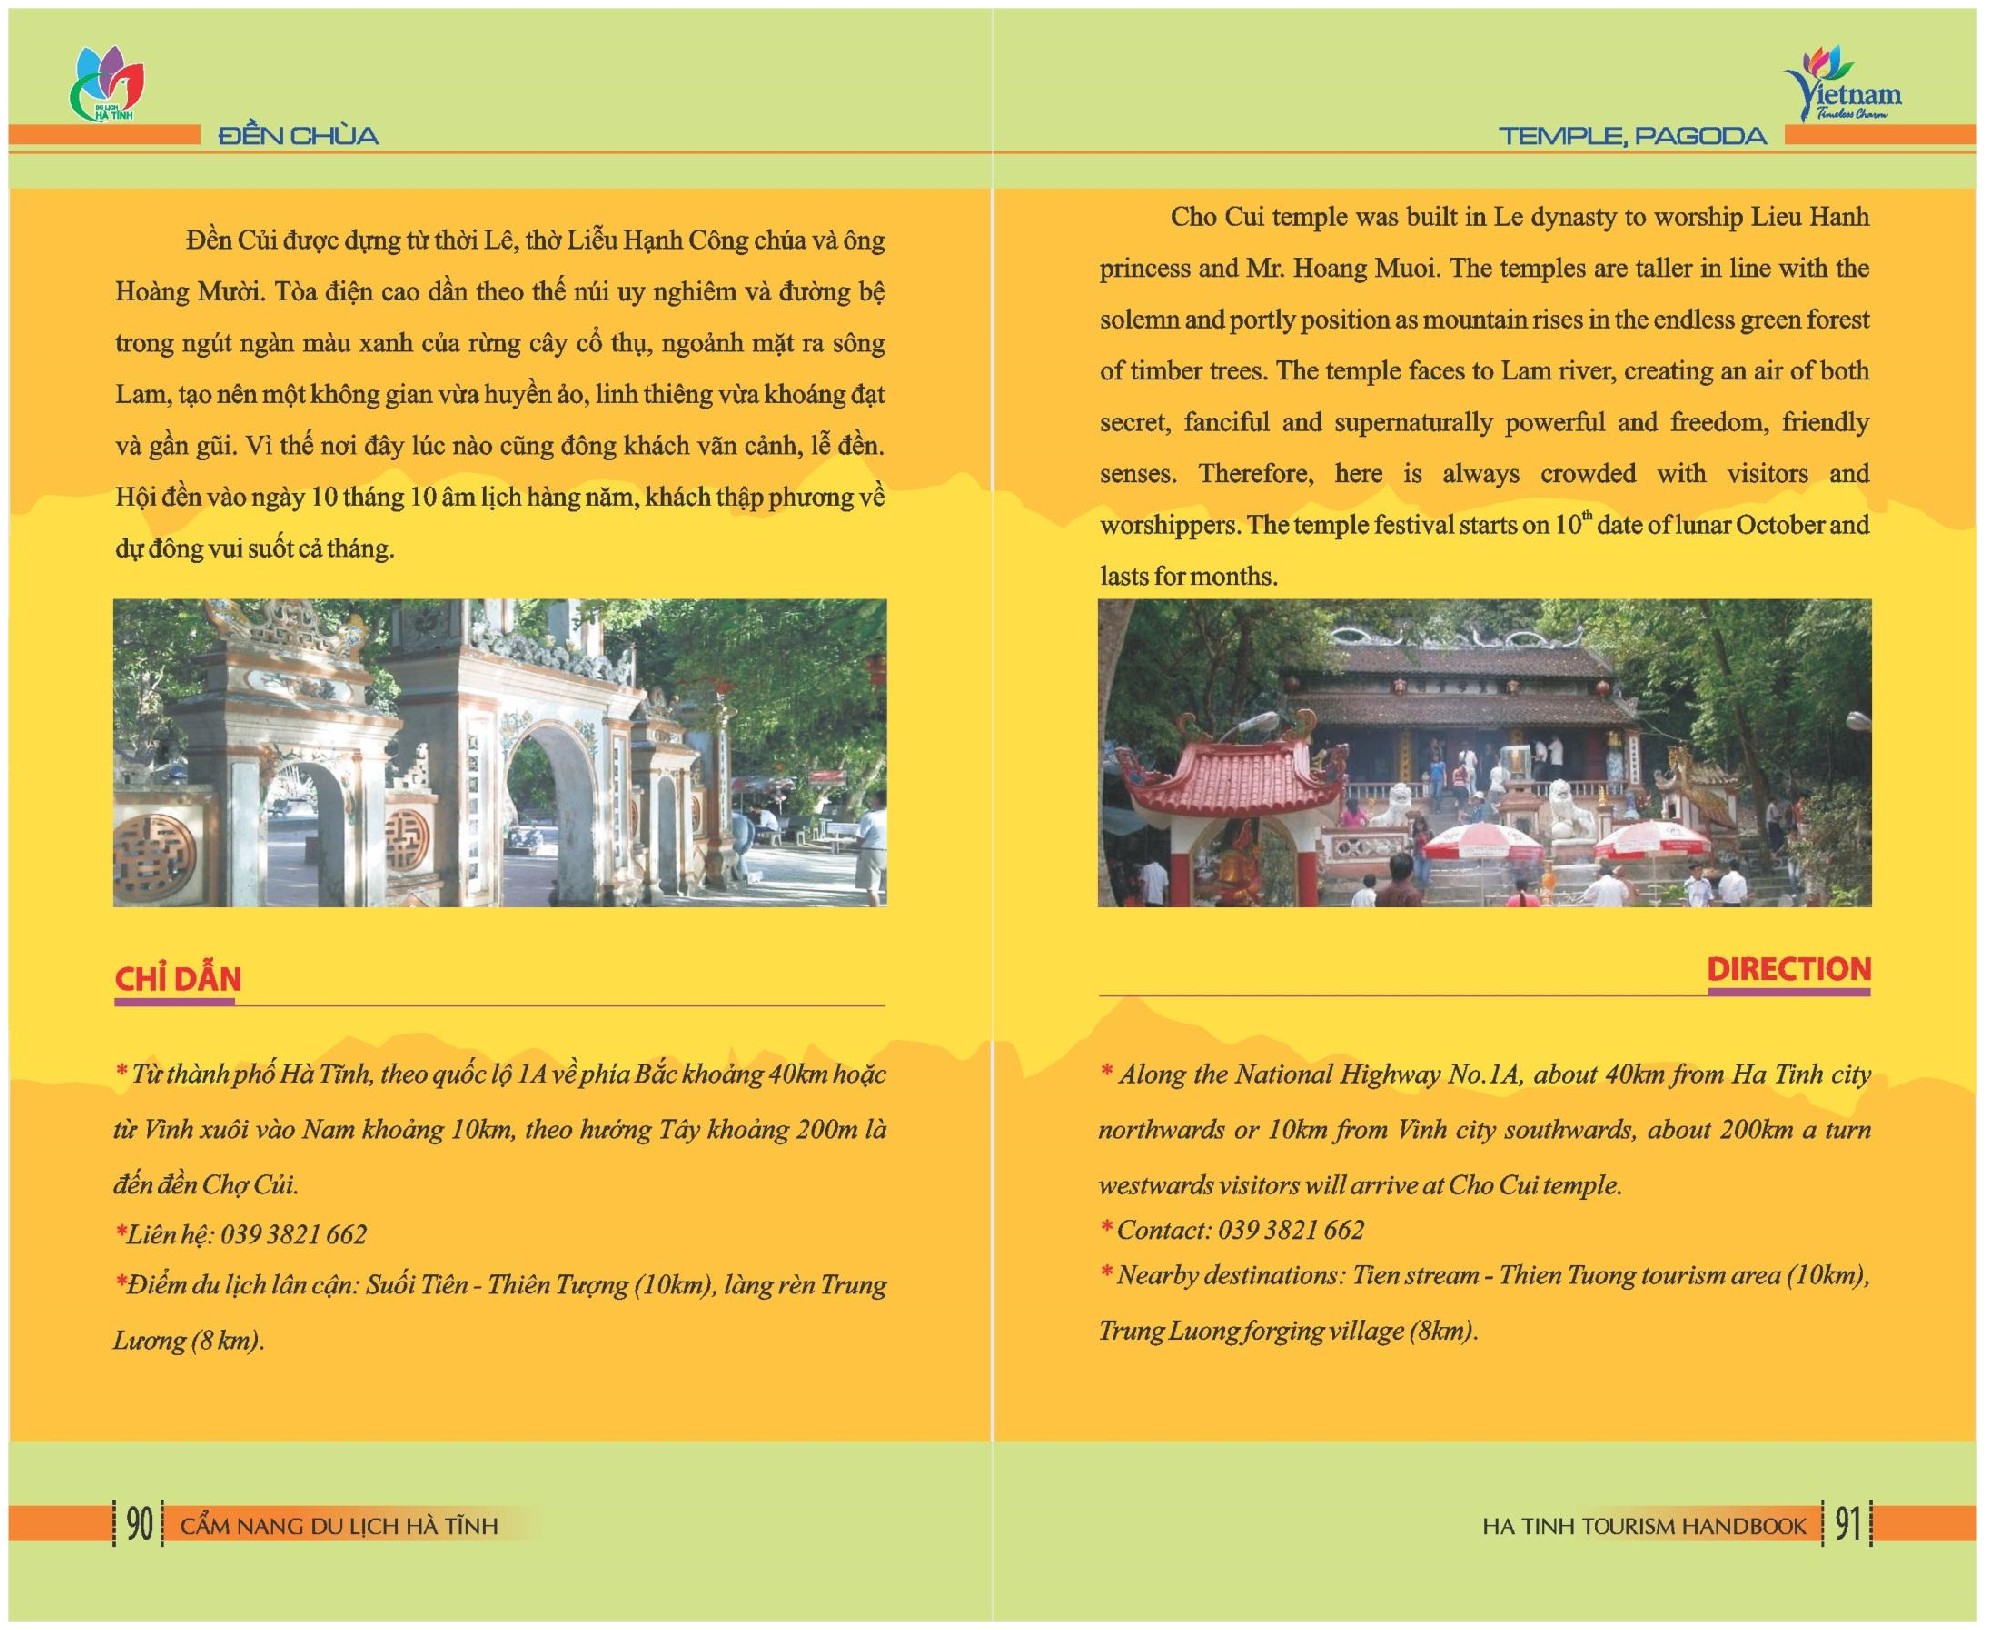 DU LỊCH
HÀ TĨNH
ĐỀN CHÙA
Đền Củi được dựng từ thời Lê, thờ Liễu Hạnh Công chúa và ông
Hoàng Mười. Tòa điện cao dần theo thế núi uy nghiêm và đường bệ
trong ngút ngàn màu xanh của rừng cây cổ thụ, ngoảnh mặt ra sông
Lam, tạo nên một không gian vừa huyền ảo, linh thiêng vừa khoáng đạt
và gần gũi. Vì thế nơi đây lúc nào cũng đông khách vãn cảnh, lễ đền.
Hội đền vào ngày 10 tháng 10 âm lịch hàng năm, khách thập phương về
dự đông vui suốt cả tháng.
CHỈ DẪN
* Từ thành phố Hà Tĩnh, theo quốc lộ 1A về phía Bắc khoảng 40km hoặc
từ Vinh xuôi vào Nam khoảng 10km, theo hướng Tây khoảng 200m là
đến đền Chợ Củi.
*Liên hệ: 039 3821 662
*Điểm du lịch lân cận: Suối Tiên - Thiên Tượng (10km), làng rèn Trung
Lương (8 km).
90 CẨM NANG DU LỊCH HÀ TĨNH
Vietnam
Timeless Charm
TEMPLE, PAGODA
Cho Cui temple was built in Le dynasty to worship Lieu Hanh
princess and Mr. Hoang Muoi. The temples are taller in line with the
solemn and portly position as mountain rises in the endless green forest
of timber trees. The temple faces to Lam river, creating an air of both
secret, fanciful and supernaturally powerful and freedom, friendly
senses. Therefore, here is always crowded with visitors and
worshippers. The temple festival starts on 10th date of lunar October and
lasts for months.
DIRECTION
* Along the National Highway No.1A, about 40km from Ha Tinh city
northwards or 10km from Vinh city southwards, about 200km a turn
westwards visitors will arrive at Cho Cui temple.
* Contact: 039 3821 662
* Nearby destinations: Tien stream - Thien Tuong tourism area (10km),
Trung Luong forging village (8km).
HA TINH TOURISM HANDBOOK 91